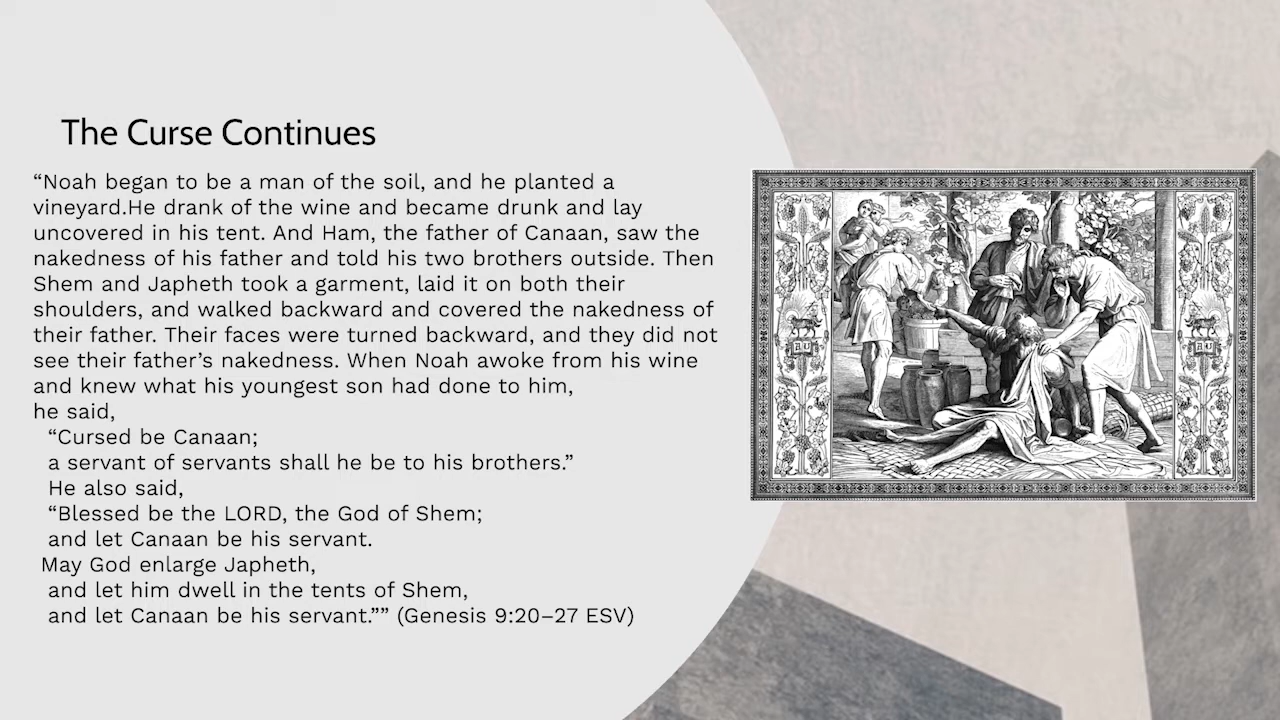 The Curse Continues
“Noah began to be a man of the soil, and he planted a
vineyard.He drank of the wine and became drunk and lay
uncovered in his tent. And Ham, the father of Canaan, saw the
nakedness of his father and told his two brothers outside. Then
Shem and Japheth took a garment, laid it on both their
shoulders, and walked backward and covered the nakedness of
their father. Their faces were turned backward, and they did not
see their father’s nakedness. When Noah awoke from his wine
and knew what his youngest son had done to him,
he said,
“Cursed be Canaan;
a servant of servants shall he be to his brothers.”
He also said,
“Blessed be the LORD, the God of Shem;
and let Canaan be his servant.
May God enlarge Japheth,
and let him dwell in the tents of Shem,
and let Canaan be his servant.”” (Genesis 9:20–27 ESV)